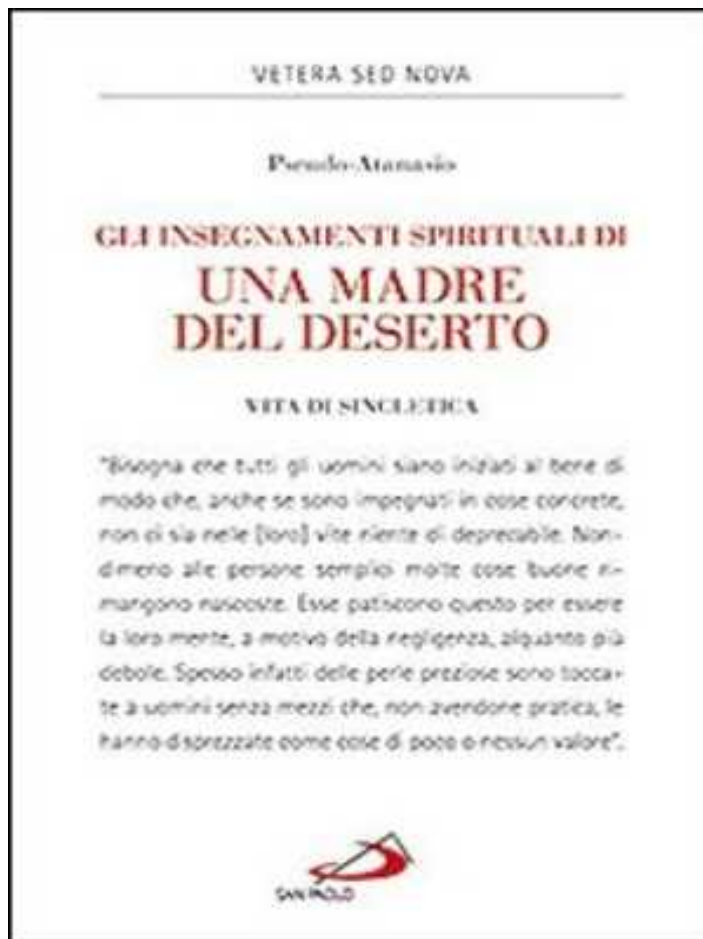 VETERA SED NOVA
Pseudo-Atanasio
GLI INSEGNAMENTI SPIRITUALI DI
UNA MADRE
DEL DESERTO
VITA DI SINCLETICA
"Bisogna che tutti gli uomini siano iniziati al bene di
modo che, anche se sono impegnati in cose concrete,
non ci sia nelle [loro] vite niente di deprecabile. Non-
dimeno alle persone semplici molte cose buone ri-
mangono nascoste. Esse patiscono questo per essere
la loro mente, a motivo della negligenza, alquanto più
debole. Spesso infatti delle perle preziose sono tocca-
te a uomini senza mezzi che, non avendone pratica, le
hanno disprezzate come cose di poco o nessun valore".
SAN PAOLO